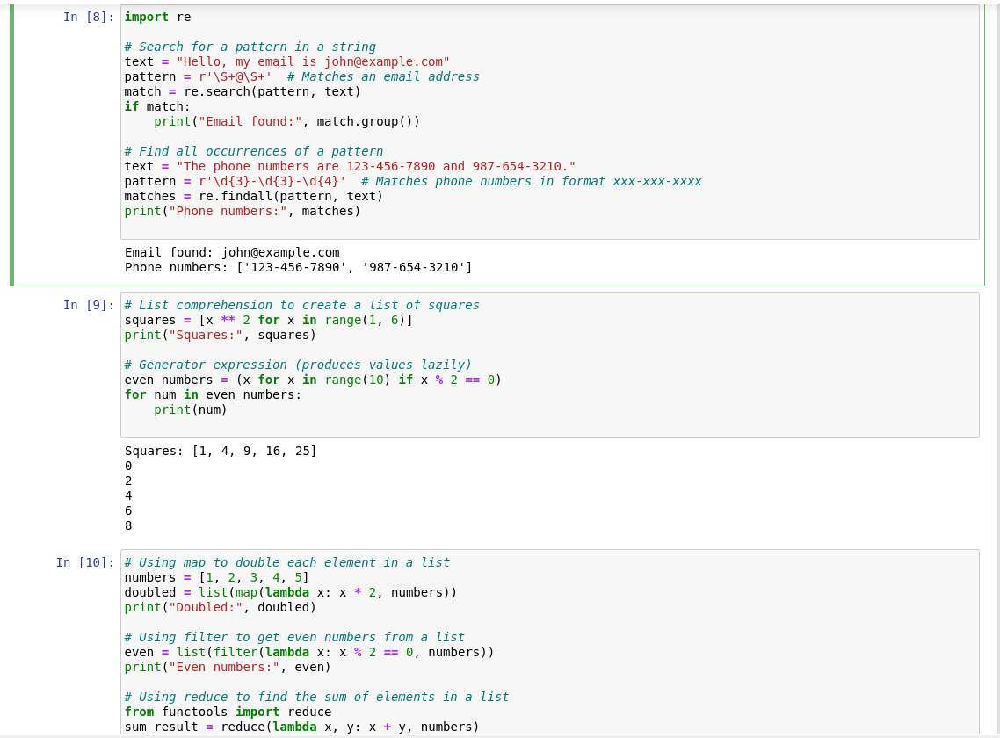 In [8]: import re
# Search for a pattern in a string
text = "Hello, my email is john@example.com"
pattern = r'\S+@\S+'  # Matches an email address
match = re.search(pattern, text)
if match:
    print("Email found:", match.group())
# Find all occurrences of a pattern
text = "The phone numbers are 123-456-7890 and 987-654-3210."
pattern = r'\d{3}-\d{3}-\d{4}'  # Matches phone numbers in format xxx-xxx-xxxx
matches = re.findall(pattern, text)
print("Phone numbers:", matches)
Email found: john@example.com
Phone numbers: ['123-456-7890', '987-654-3210']
In [9]: # List comprehension to create a list of squares
squares = [x ** 2 for x in range(1, 6)]
print("Squares:", squares)
# Generator expression (produces values lazily)
even_numbers = (x for x in range(10) if x % 2 == 0)
for num in even_numbers:
    print(num)
Squares: [1, 4, 9, 16, 25]
0
2
4
6
8
In [10]: # Using map to double each element in a list
numbers = [1, 2, 3, 4, 5]
doubled = list(map(lambda x: x * 2, numbers))
print("Doubled:", doubled)
# Using filter to get even numbers from a list
even = list(filter(lambda x: x % 2 == 0, numbers))
print("Even numbers:", even)
# Using reduce to find the sum of elements in a list
from functools import reduce
sum_result = reduce(lambda x, y: x + y, numbers)